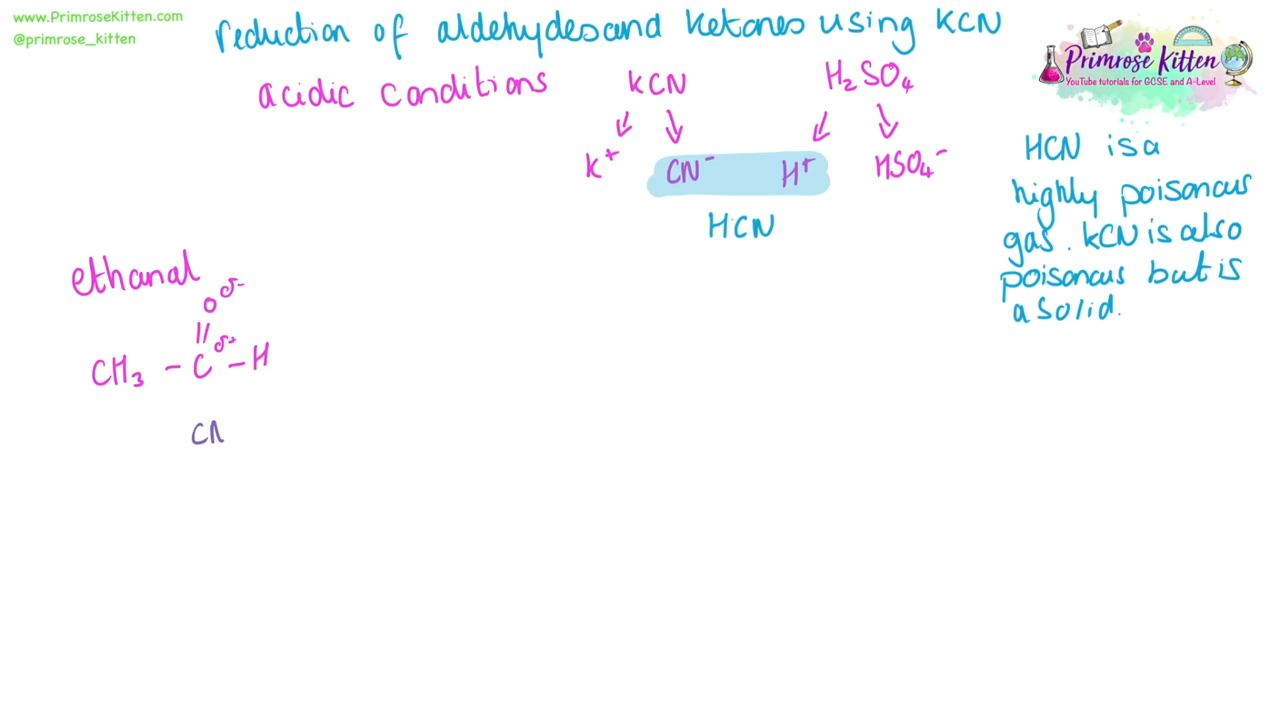 www.PrimroseKitten.com
@primrose_kitten
reduction of aldehydes and ketones using KCN
acidic conditions
KCN H₂SO₄
K⁺ CN⁻ H⁺ HSO₄⁻
HCN
Primrose Kitten
YouTube tutorials for GCSE and A-Level
HCN is a
highly poisonous
gas. KCN is also
poisonous but is
a solid.
ethanal
O δ-
||
δ+
CH₃ - C - H